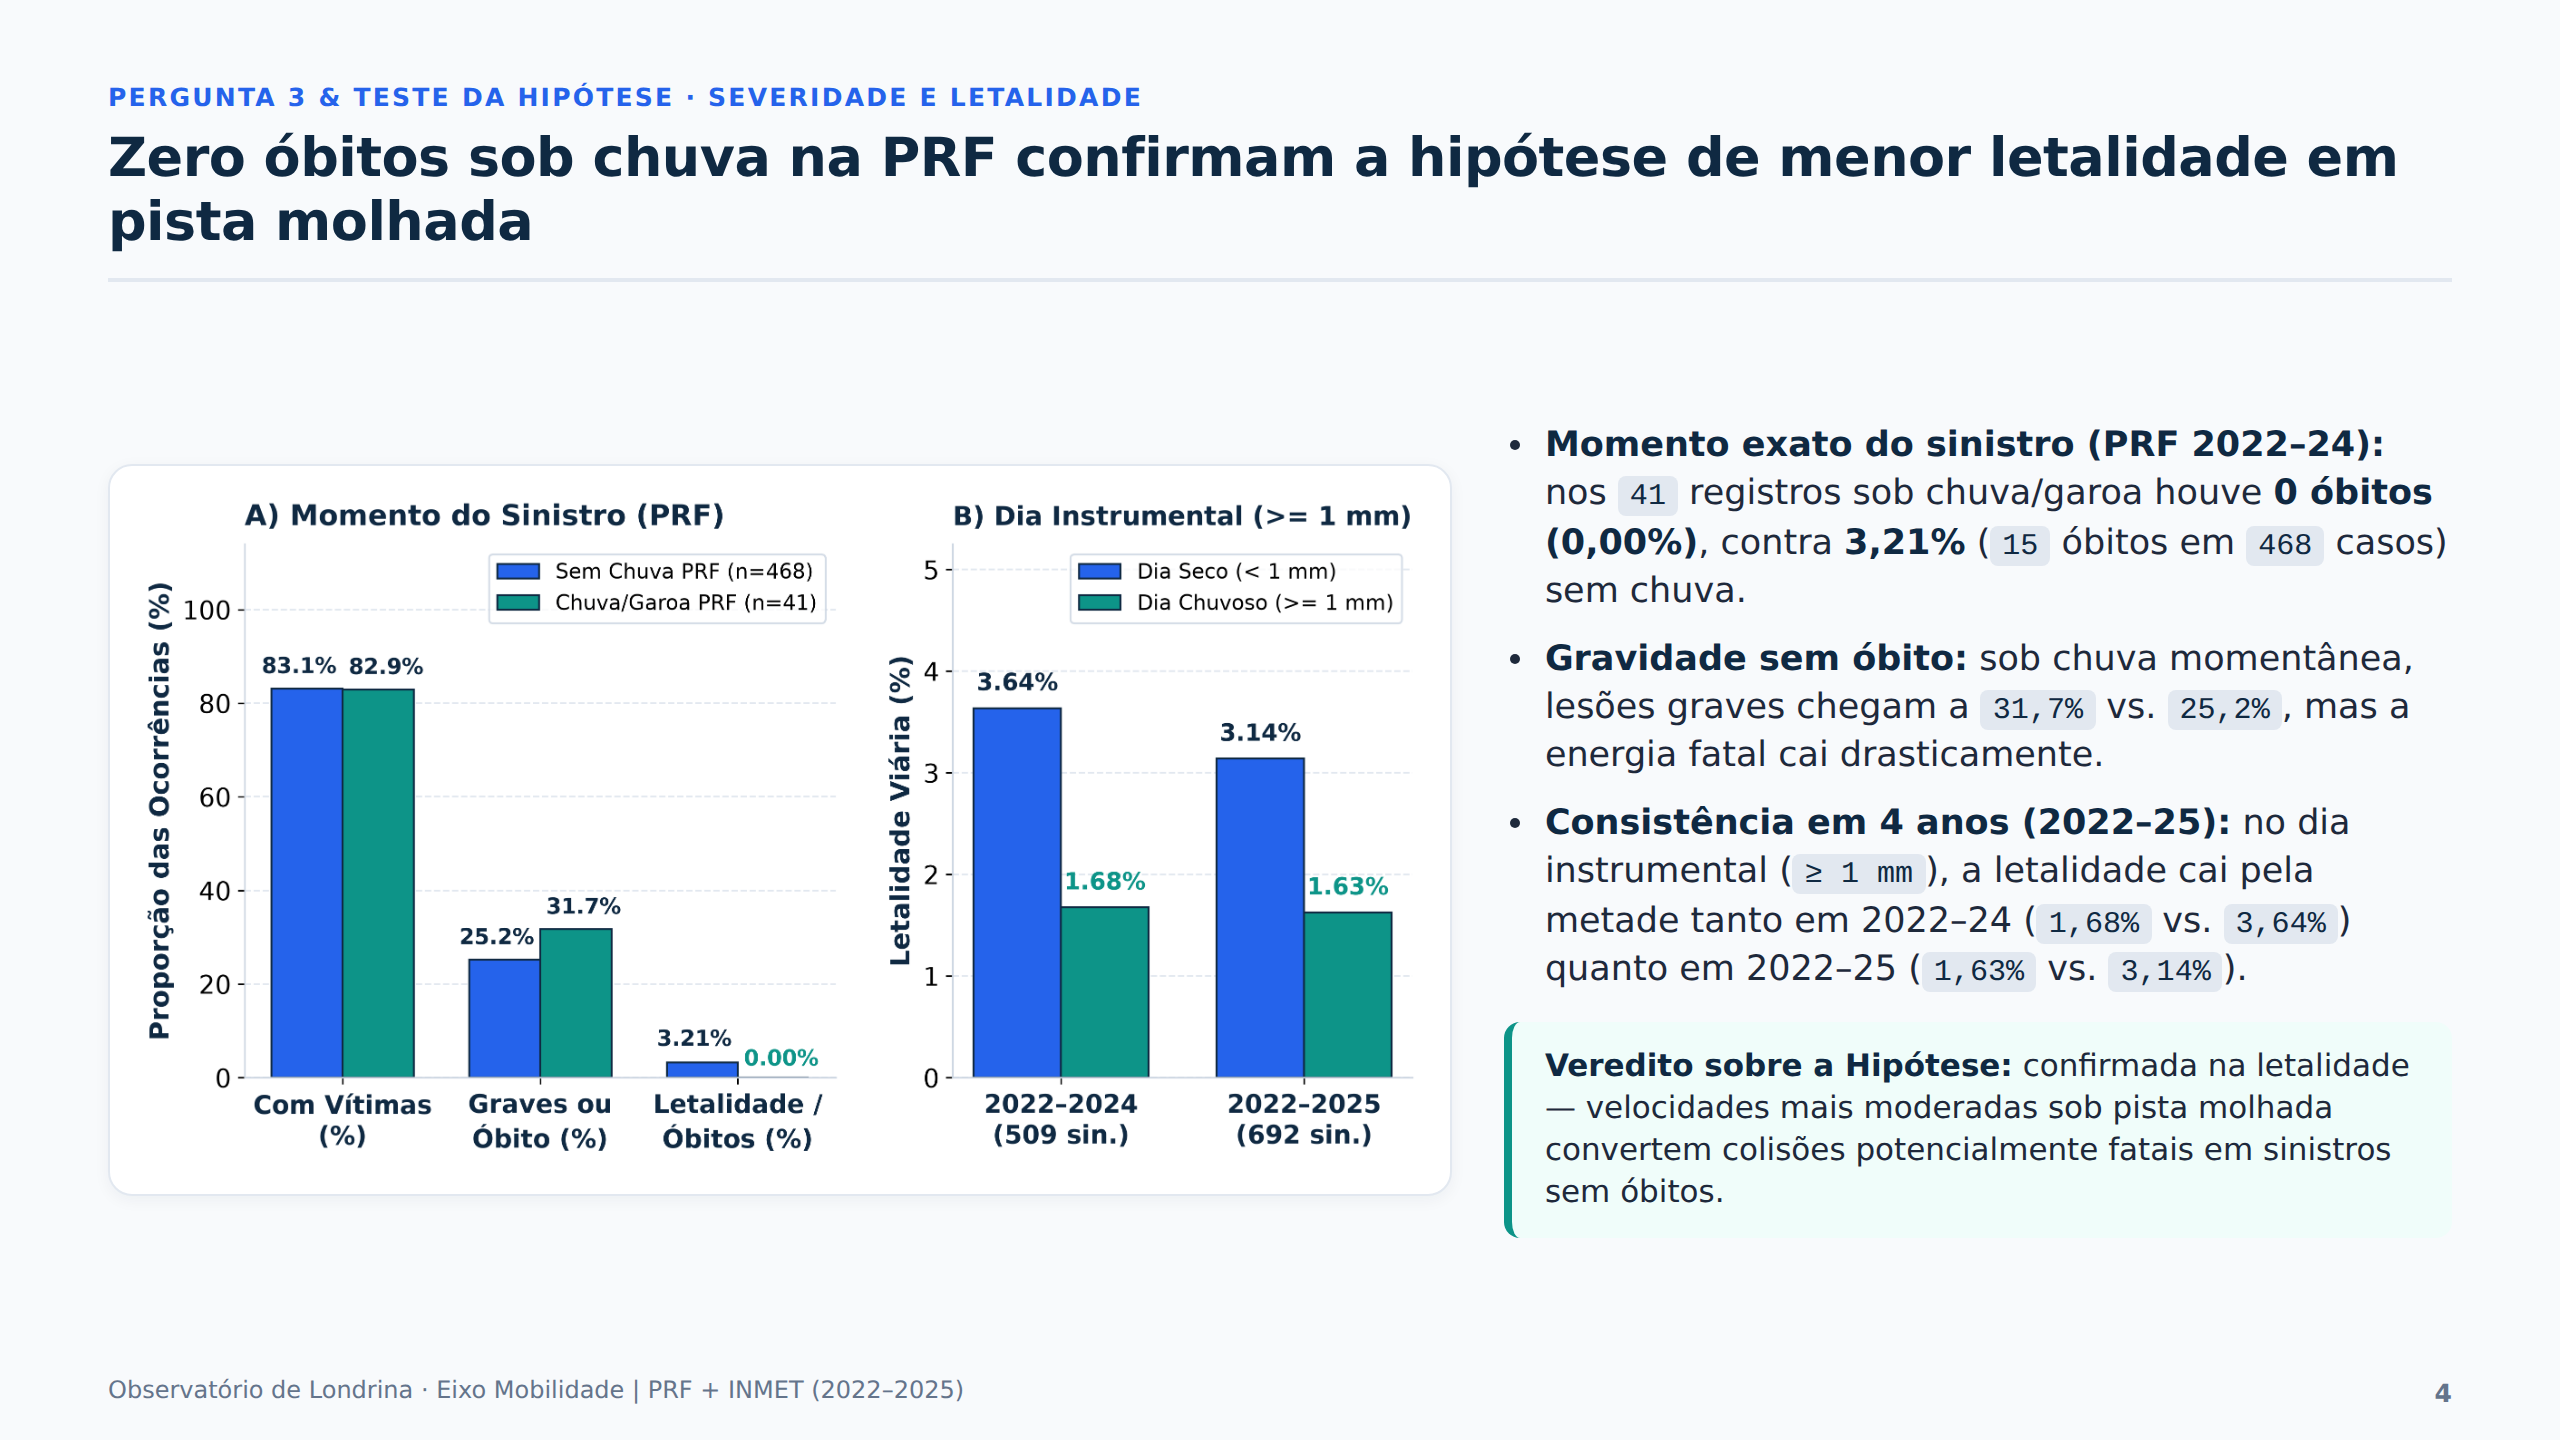 PERGUNTA 3 & TESTE DA HIPÓTESE · SEVERIDADE E LETALIDADE
Zero óbitos sob chuva na PRF confirmam a hipótese de menor letalidade em
pista molhada
A) Momento do Sinistro (PRF)
Sem Chuva PRF (n=468)
Chuva/Garoa PRF (n=41)
Proporção das Ocorrências (%)
100
80
60
40
20
0
83.1%
82.9%
25.2%
31.7%
3.21%
0.00%
Com Vítimas
(%)
Graves ou
Óbito (%)
Letalidade /
Óbitos (%)
B) Dia Instrumental (>= 1 mm)
Dia Seco (< 1 mm)
Dia Chuvoso (>= 1 mm)
Letalidade Viária (%)
5
4
3
2
1
0
3.64%
1.68%
3.14%
1.63%
2022–2024
(509 sin.)
2022–2025
(692 sin.)
• Momento exato do sinistro (PRF 2022–24):
nos 41 registros sob chuva/garoa houve 0 óbitos
(0,00%), contra 3,21% (15 óbitos em 468 casos)
sem chuva.
• Gravidade sem óbito: sob chuva momentânea,
lesões graves chegam a 31,7% vs. 25,2%, mas a
energia fatal cai drasticamente.
• Consistência em 4 anos (2022–25): no dia
instrumental (≥ 1 mm), a letalidade cai pela
metade tanto em 2022–24 (1,68% vs. 3,64%)
quanto em 2022–25 (1,63% vs. 3,14%).
Veredito sobre a Hipótese: confirmada na letalidade
— velocidades mais moderadas sob pista molhada
convertem colisões potencialmente fatais em sinistros
sem óbitos.
Observatório de Londrina · Eixo Mobilidade | PRF + INMET (2022–2025)
4